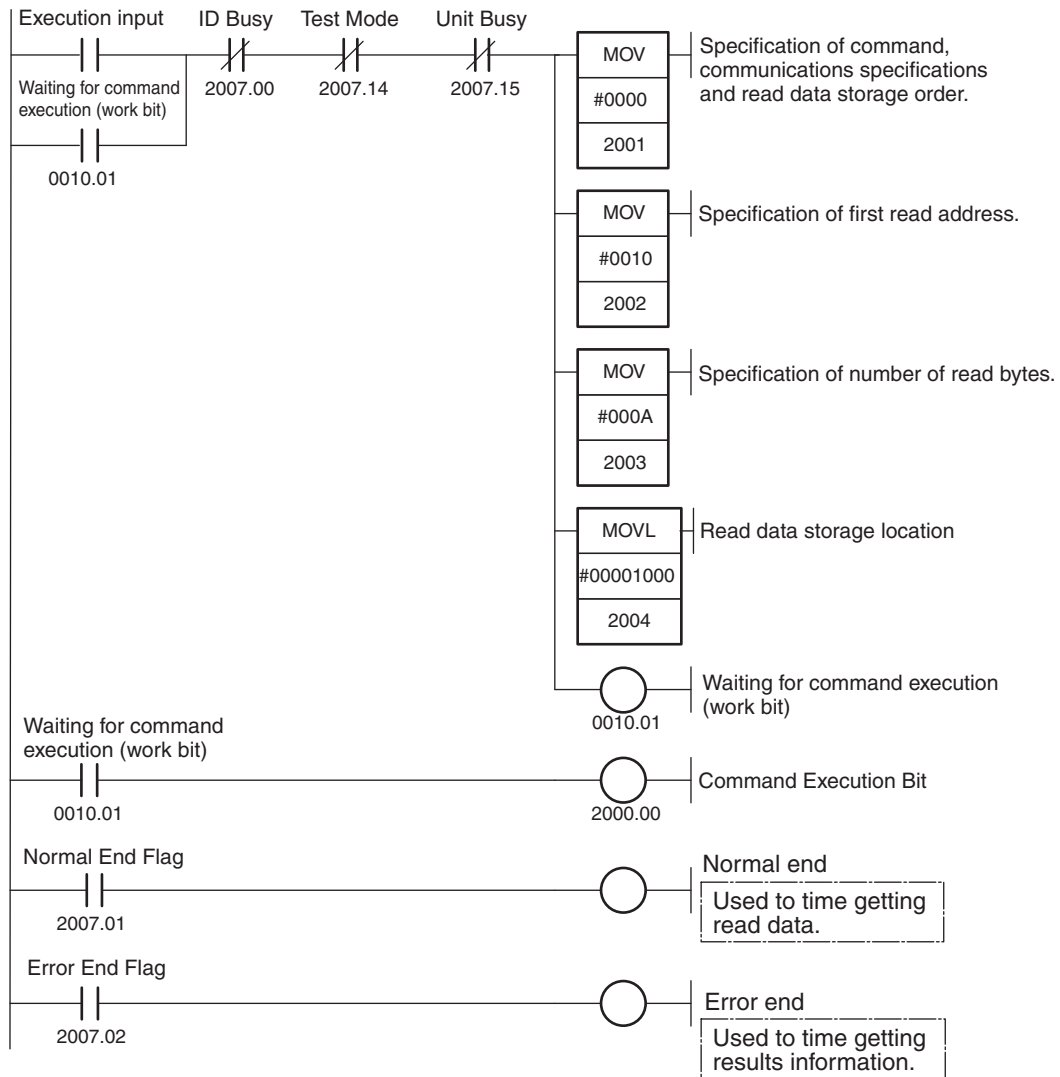 Execution input
ID Busy
Test Mode
Unit Busy
Waiting for command
execution (work bit)
2007.00
2007.14
2007.15
0010.01
MOV
#0000
2001
Specification of command,
communications specifications
and read data storage order.
MOV
#0010
2002
Specification of first read address.
MOV
#000A
2003
Specification of number of read bytes.
MOVL
#00001000
2004
Read data storage location
0010.01
Waiting for command execution
(work bit)
Waiting for command
execution (work bit)
0010.01
2000.00
Command Execution Bit
Normal End Flag
2007.01
Normal end
Used to time getting
read data.
Error End Flag
2007.02
Error end
Used to time getting
results information.